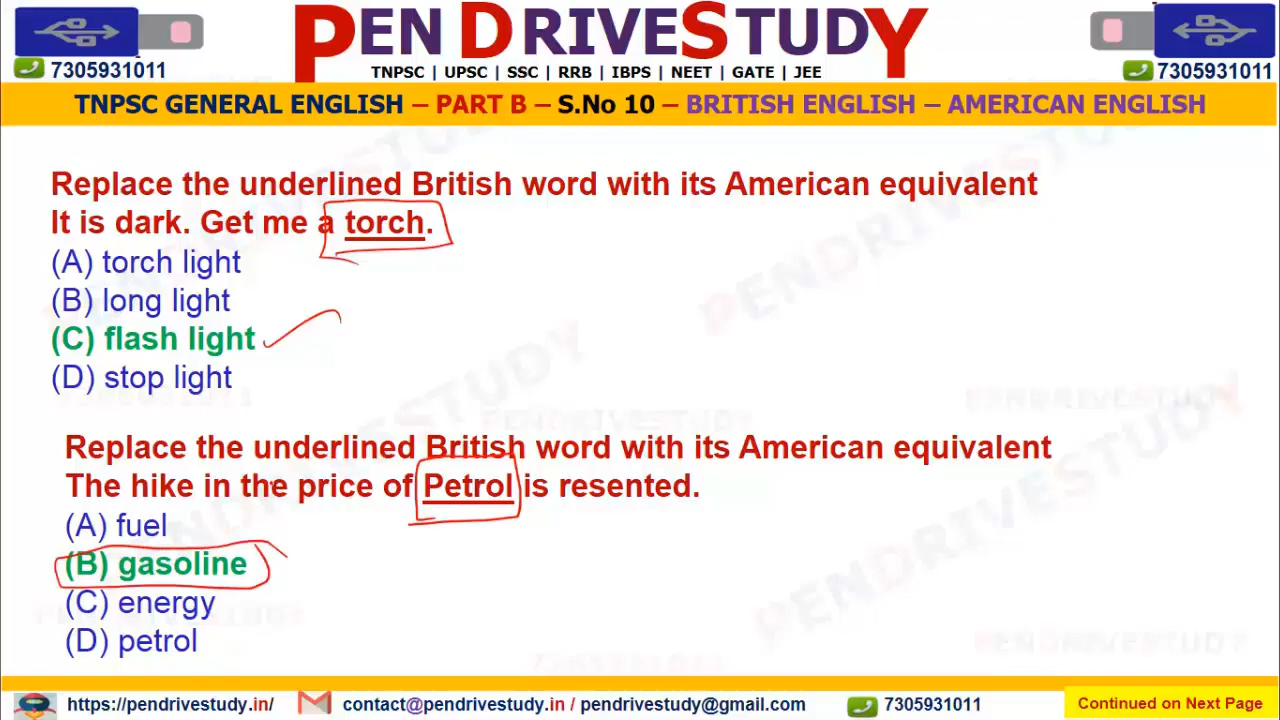 PEN DRIVESTUDY
7305931011
TNPSC | UPSC | SSC | RRB | IBPS | NEET | GATE | JEE
7305931011
TNPSC GENERAL ENGLISH – PART B – S.No 10 – BRITISH ENGLISH – AMERICAN ENGLISH
Replace the underlined British word with its American equivalent
It is dark. Get me a torch.
(A) torch light
(B) long light
(C) flash light
(D) stop light
Replace the underlined British word with its American equivalent
The hike in the price of Petrol is resented.
(A) fuel
(B) gasoline
(C) energy
(D) petrol
https://pendrivestudy.in/ contact@pendrivestudy.in / pendrivestudy@gmail.com 7305931011 Continued on Next Page